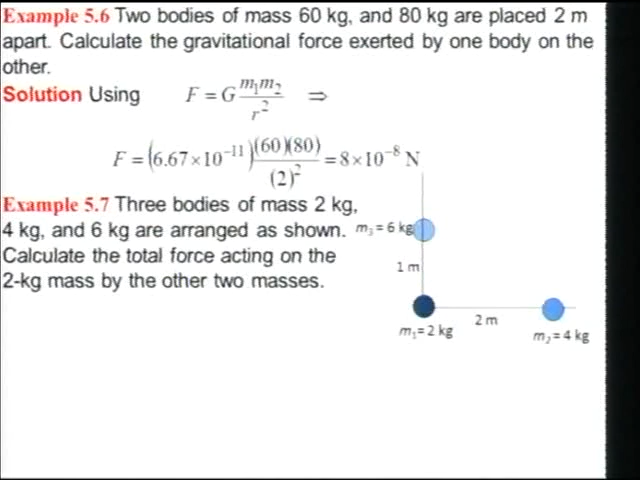 Example 5.6 Two bodies of mass 60 kg, and 80 kg are placed 2 m
apart. Calculate the gravitational force exerted by one body on the
other.
Solution Using F = G m₁m₂/r² ⇒
F = (6.67×10⁻¹¹)(60)(80)/(2)² = 8×10⁻⁸ N
Example 5.7 Three bodies of mass 2 kg,
4 kg, and 6 kg are arranged as shown.
Calculate the total force acting on the
2-kg mass by the other two masses.
m₃= 6 kg
1 m
2 m
m₁= 2 kg
m₂= 4 kg